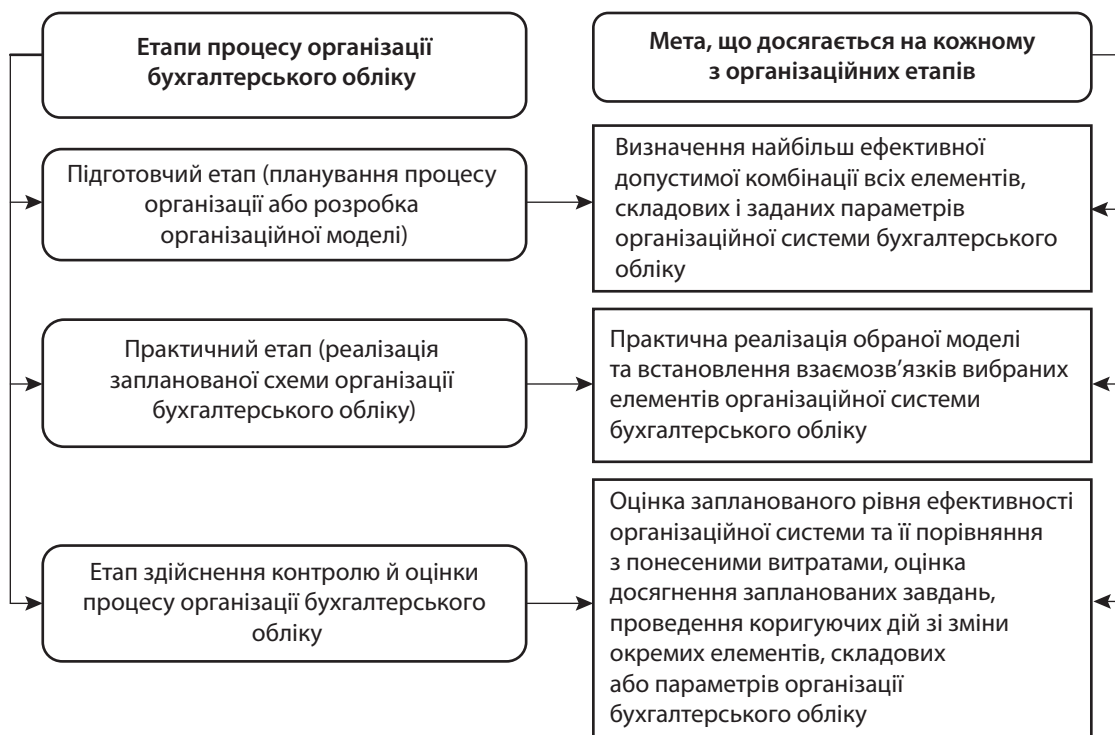 Етапи процесу організації
бухгалтерського обліку
Мета, що досягається на кожному
з організаційних етапів
Підготовчий етап (планування процесу
організації або розробка
організаційної моделі)
Визначення найбільш ефективної
допустимої комбінації всіх елементів,
складових і заданих параметрів
організаційної системи бухгалтерського
обліку
Практичний етап (реалізація
запланованої схеми організації
бухгалтерського обліку)
Практична реалізація обраної моделі
та встановлення взаємозв’язків вибраних
елементів організаційної системи
бухгалтерського обліку
Етап здійснення контролю й оцінки
процесу організації бухгалтерського
обліку
Оцінка запланованого рівня ефективності
організаційної системи та її порівняння
з понесеними витратами, оцінка
досягнення запланованих завдань,
проведення коригуючих дій зі зміни
окремих елементів, складових
або параметрів організації
бухгалтерського обліку